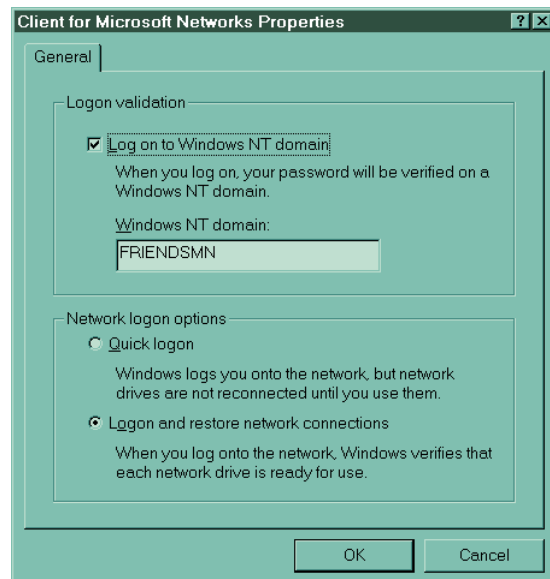 Client for Microsoft Networks Properties
General
Logon validation
Log on to Windows NT domain
When you log on, your password will be verified on a
Windows NT domain.
Windows NT domain:
FRIENDSMN
Network logon options
Quick logon
Windows logs you onto the network, but network
drives are not reconnected until you use them.
Logon and restore network connections
When you log onto the network, Windows verifies that
each network drive is ready for use.
OK Cancel